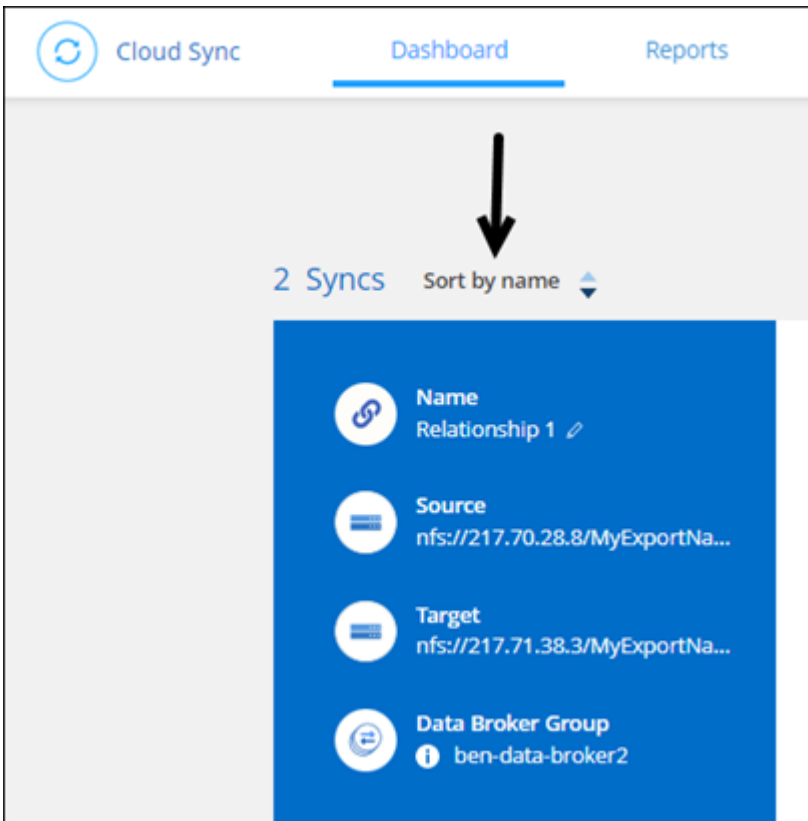 Cloud Sync
Dashboard
Reports
2 Syncs
Sort by name
Name
Relationship 1
Source
nfs://217.70.28.8/MyExportNa...
Target
nfs://217.71.38.3/MyExportNa...
Data Broker Group
ben-data-broker2